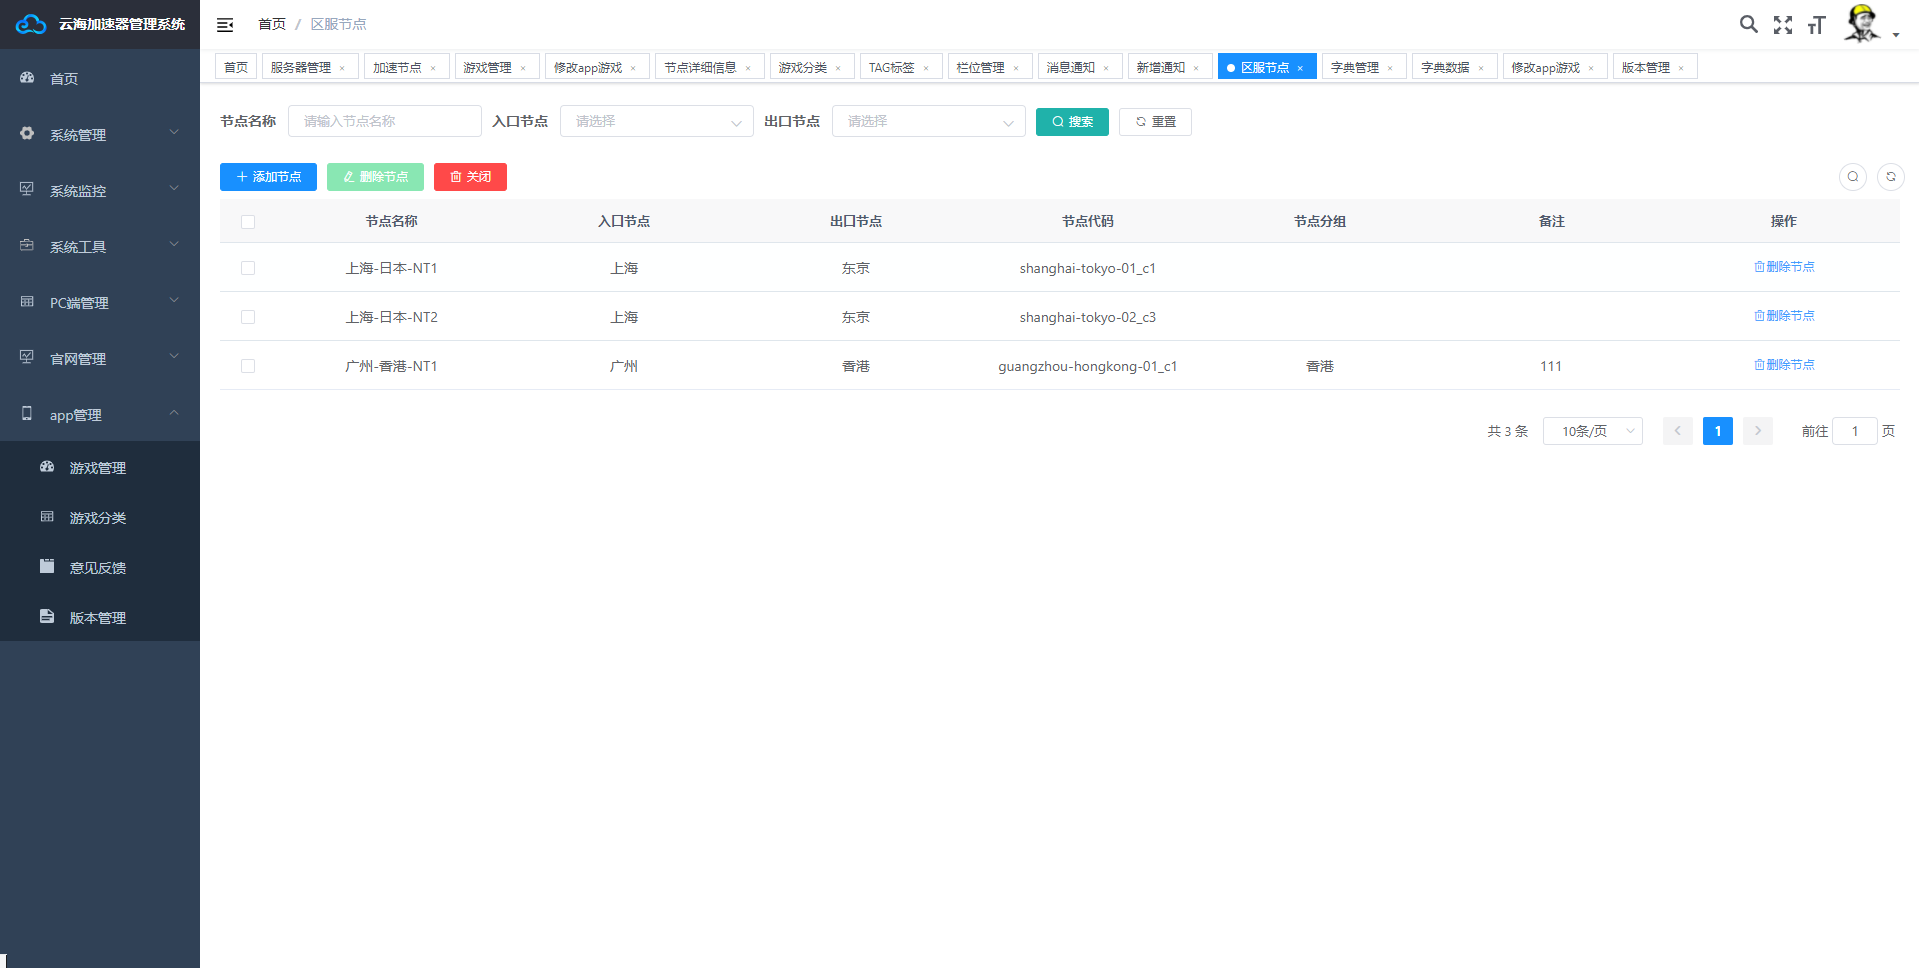 云海加速器管理系统
首页 / 区服节点
首页 服务器管理 × 加速节点 × 游戏管理 × 修改app游戏 × 节点详细信息 × 游戏分类 × TAG标签 × 栏位管理 × 消息通知 × 新增通知 × 区服节点 × 字典管理 × 字典数据 × 修改app游戏 × 版本管理 ×
首页
系统管理
系统监控
系统工具
PC端管理
官网管理
app管理
游戏管理
游戏分类
意见反馈
版本管理
节点名称 请输入节点名称 入口节点 请选择 出口节点 请选择 搜索 重置
添加节点 删除节点 关闭
节点名称 入口节点 出口节点 节点代码 节点分组 备注 操作
上海-日本-NT1 上海 东京 shanghai-tokyo-01_c1 删除节点
上海-日本-NT2 上海 东京 shanghai-tokyo-02_c3 删除节点
广州-香港-NT1 广州 香港 guangzhou-hongkong-01_c1 香港 111 删除节点
共 3 条 10条/页 1 前往 1 页